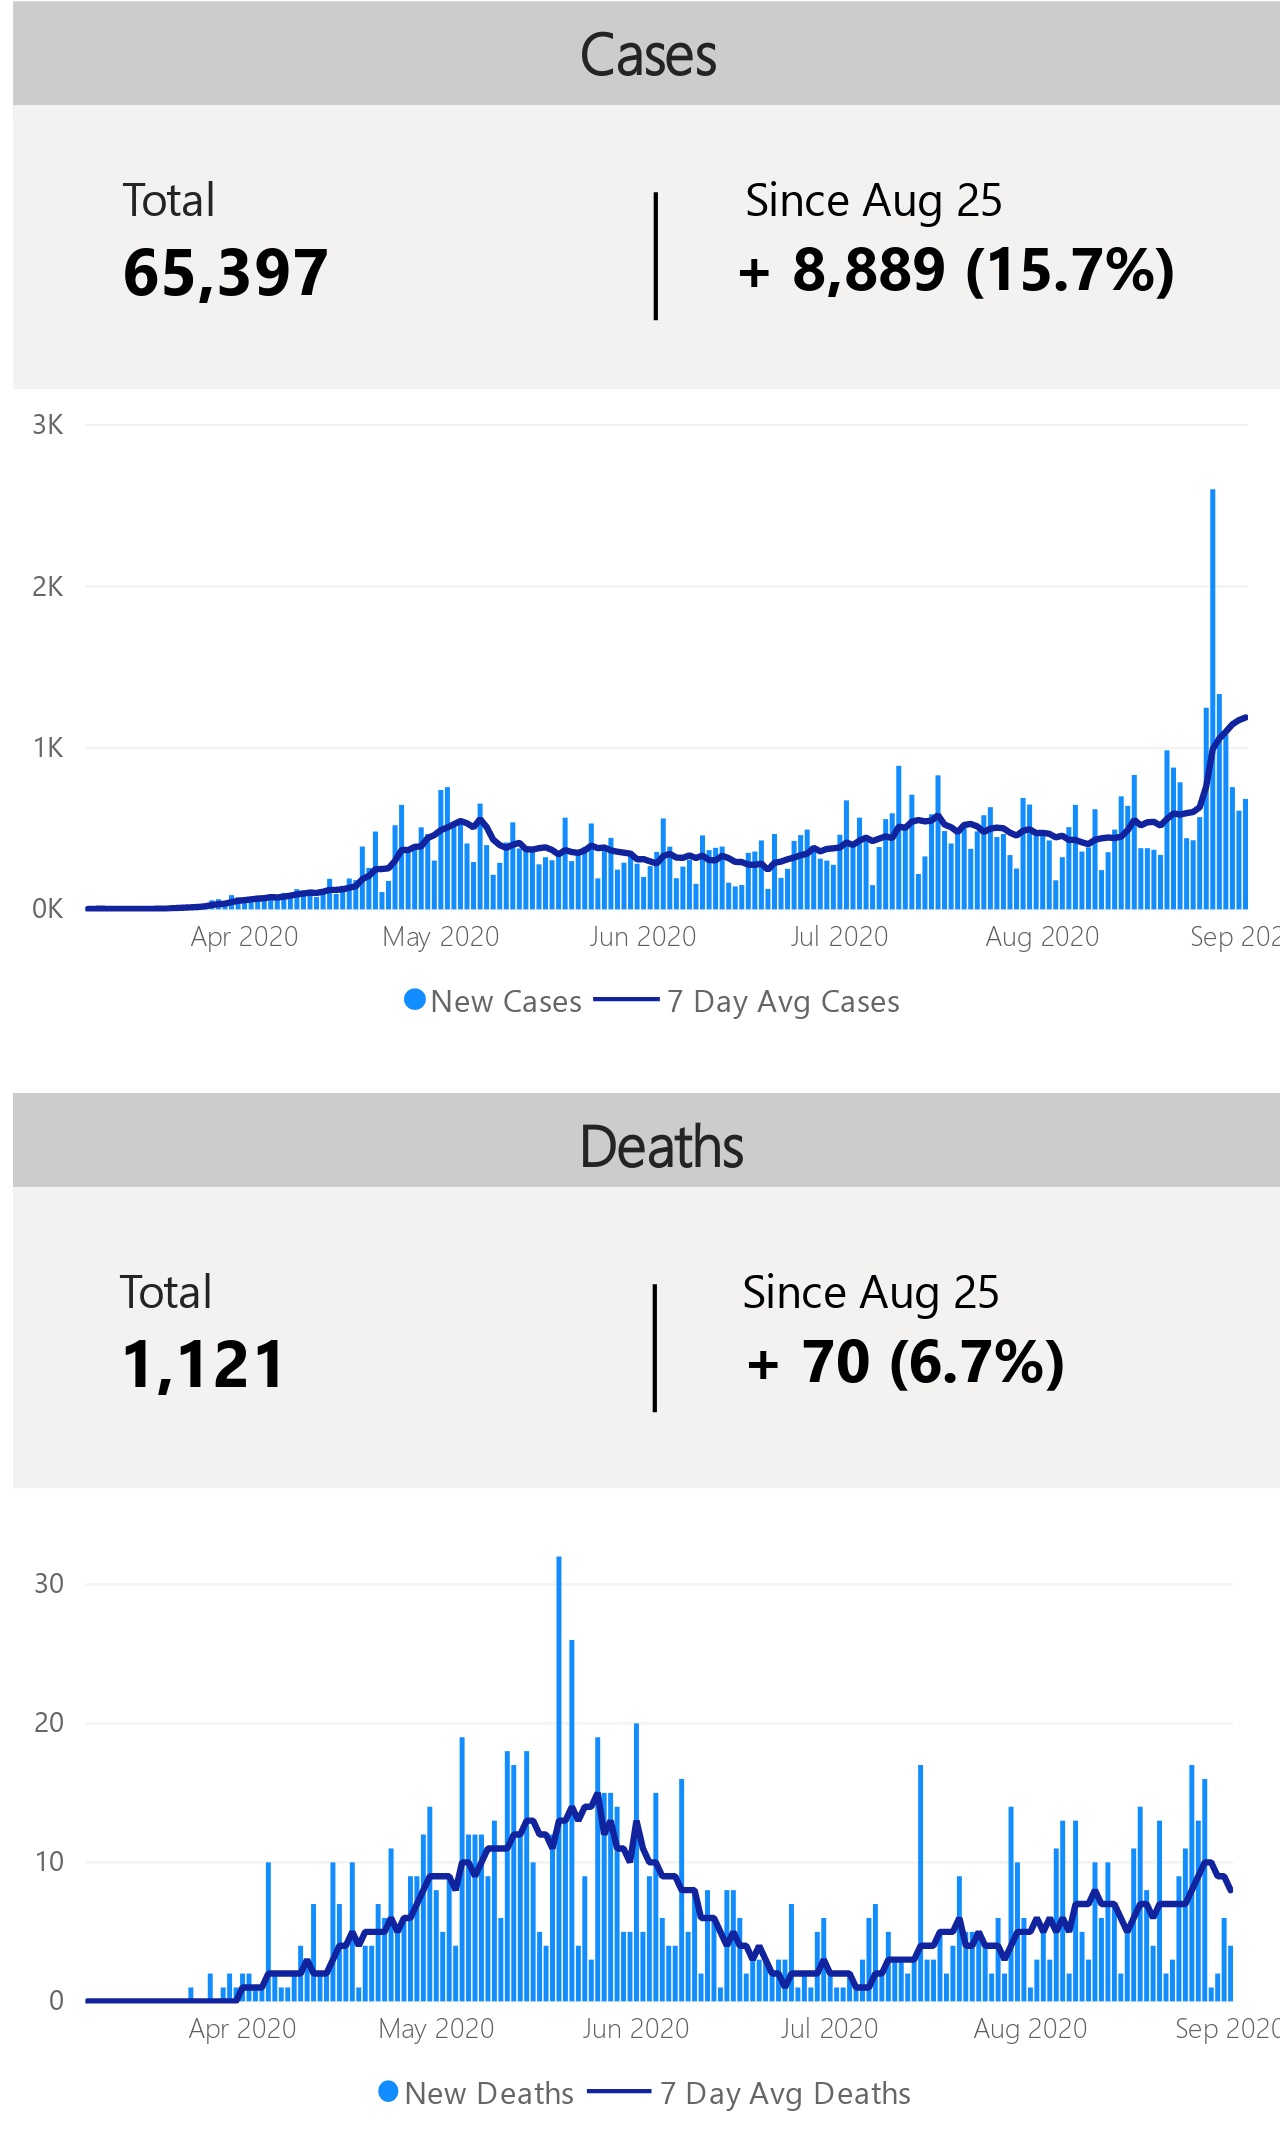 Cases
Total
65,397
Since Aug 25
+ 8,889 (15.7%)
3K
2K
1K
0K
Apr 2020 May 2020 Jun 2020 Jul 2020 Aug 2020 Sep 202
New Cases 7 Day Avg Cases
Deaths
Total
1,121
Since Aug 25
+ 70 (6.7%)
30
20
10
0
Apr 2020 May 2020 Jun 2020 Jul 2020 Aug 2020 Sep 2020
New Deaths 7 Day Avg Deaths